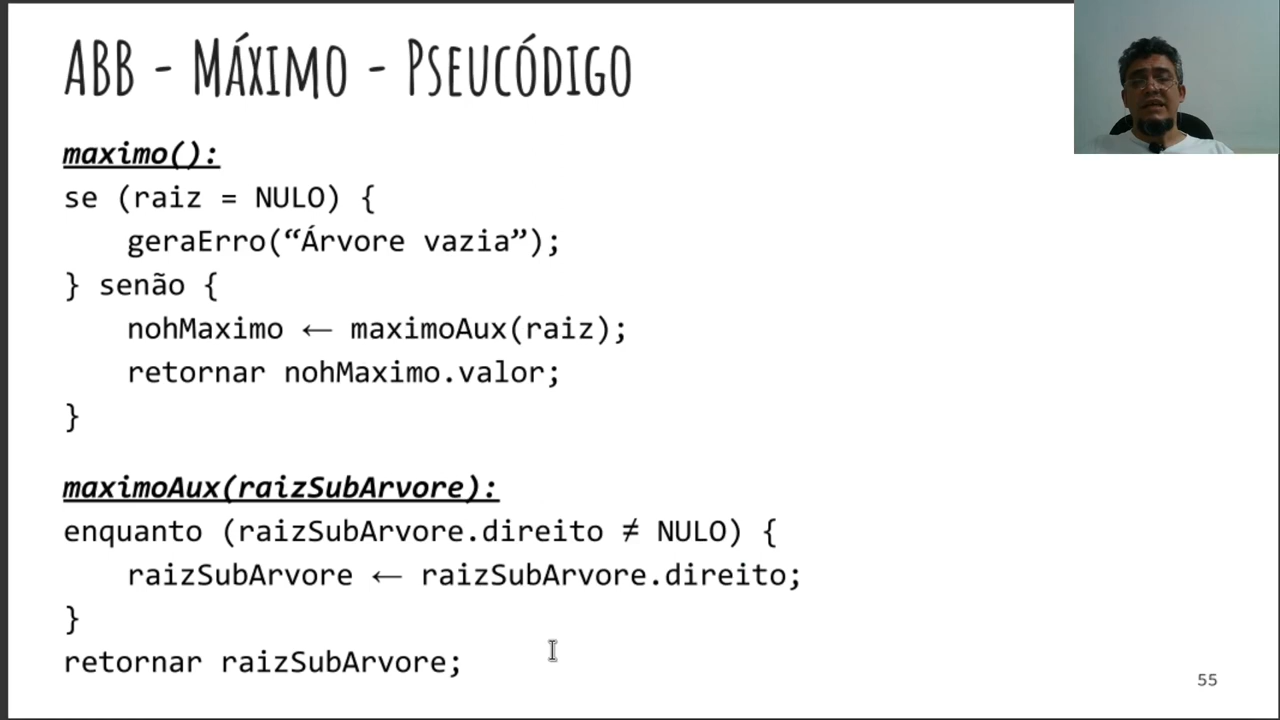 ABB - Máximo - Pseucódigo
maximo():
se (raiz = NULO) {
geraErro(“Árvore vazia”);
} senão {
nohMaximo ← maximoAux(raiz);
retornar nohMaximo.valor;
}
maximoAux(raizSubArvore):
enquanto (raizSubArvore.direito ≠ NULO) {
raizSubArvore ← raizSubArvore.direito;
}
retornar raizSubArvore;
55